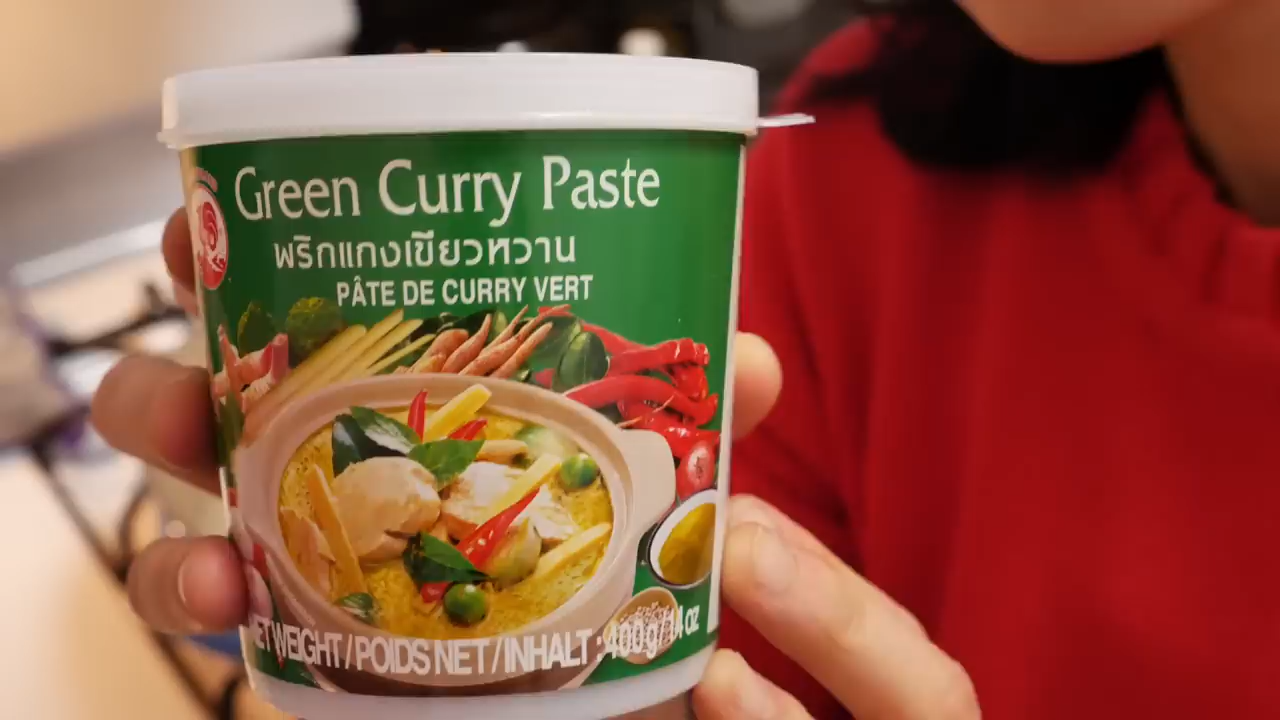 Green Curry Paste
พริกแกงเขียวหวาน
PÂTE DE CURRY VERT
NET WEIGHT / POIDS NET / INHALT : 400g/14 oz